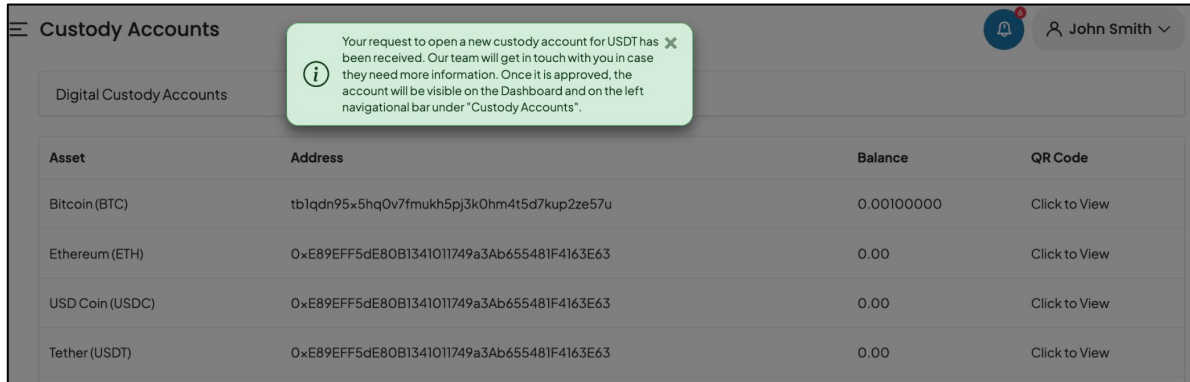 Custody Accounts
6
John Smith
Your request to open a new custody account for USDT has
been received. Our team will get in touch with you in case
they need more information. Once it is approved, the
account will be visible on the Dashboard and on the left
navigational bar under "Custody Accounts".
Digital Custody Accounts
Asset Address Balance QR Code
Bitcoin (BTC) tb1qdn95x5hq0v7fmukh5pj3k0hm4t5d7kup2ze57u 0.00100000 Click to View
Ethereum (ETH) 0xE89EFF5dE80B1341011749a3Ab655481F4163E63 0.00 Click to View
USD Coin (USDC) 0xE89EFF5dE80B1341011749a3Ab655481F4163E63 0.00 Click to View
Tether (USDT) 0xE89EFF5dE80B1341011749a3Ab655481F4163E63 0.00 Click to View